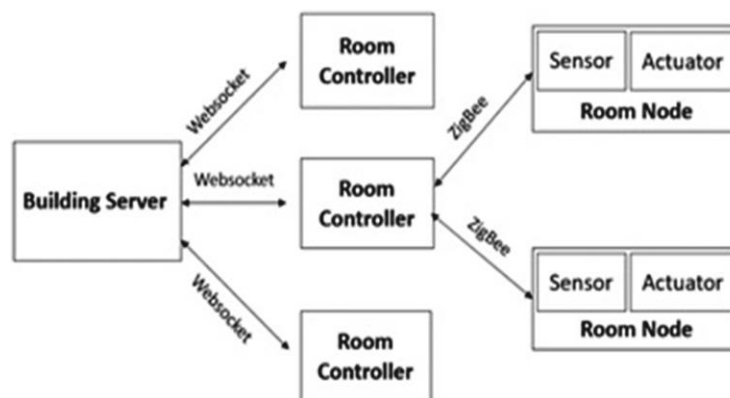 Room
Controller
Sensor
Actuator
Room Node
Websocket
ZigBee
Building Server
Websocket
Room
Controller
ZigBee
Websocket
Sensor
Actuator
Room Node
Room
Controller